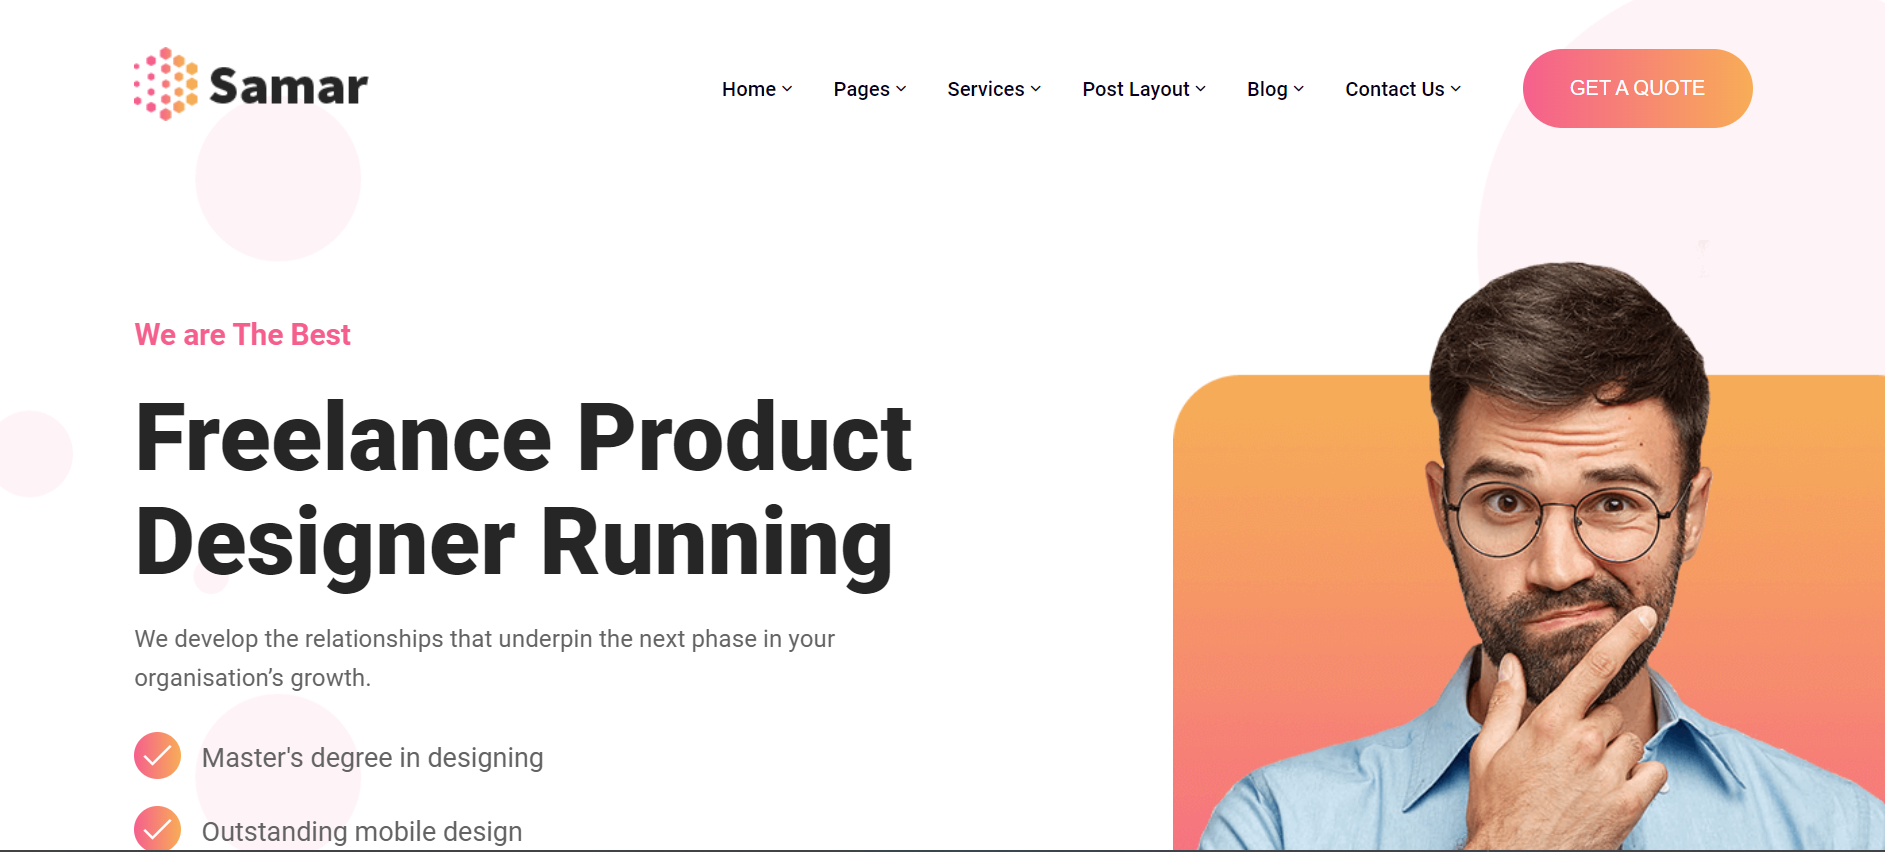 Samar
Home Pages Services Post Layout Blog Contact Us GET A QUOTE
We are The Best
Freelance Product
Designer Running
We develop the relationships that underpin the next phase in your
organisation’s growth.
Master's degree in designing
Outstanding mobile design